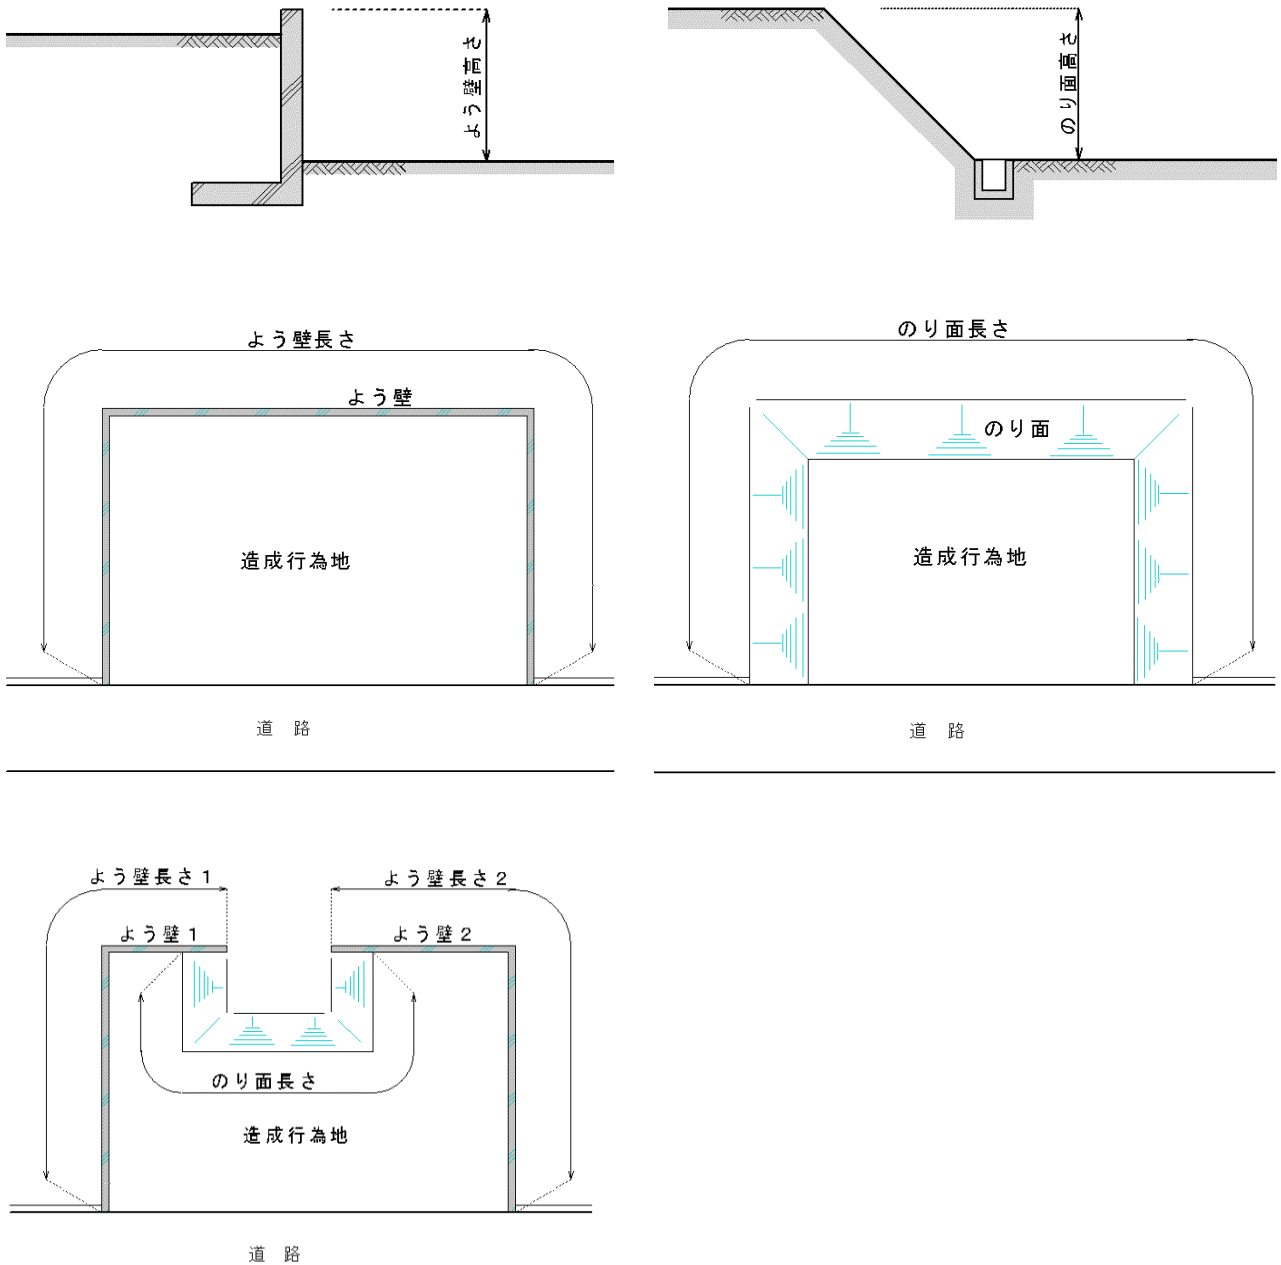 よう壁高さ
のり面高さ
よう壁長さ
よう壁
造成行為地
道 路
のり面長さ
のり面
造成行為地
道 路
よう壁長さ1
よう壁長さ2
よう壁1
よう壁2
のり面長さ
造成行為地
道 路